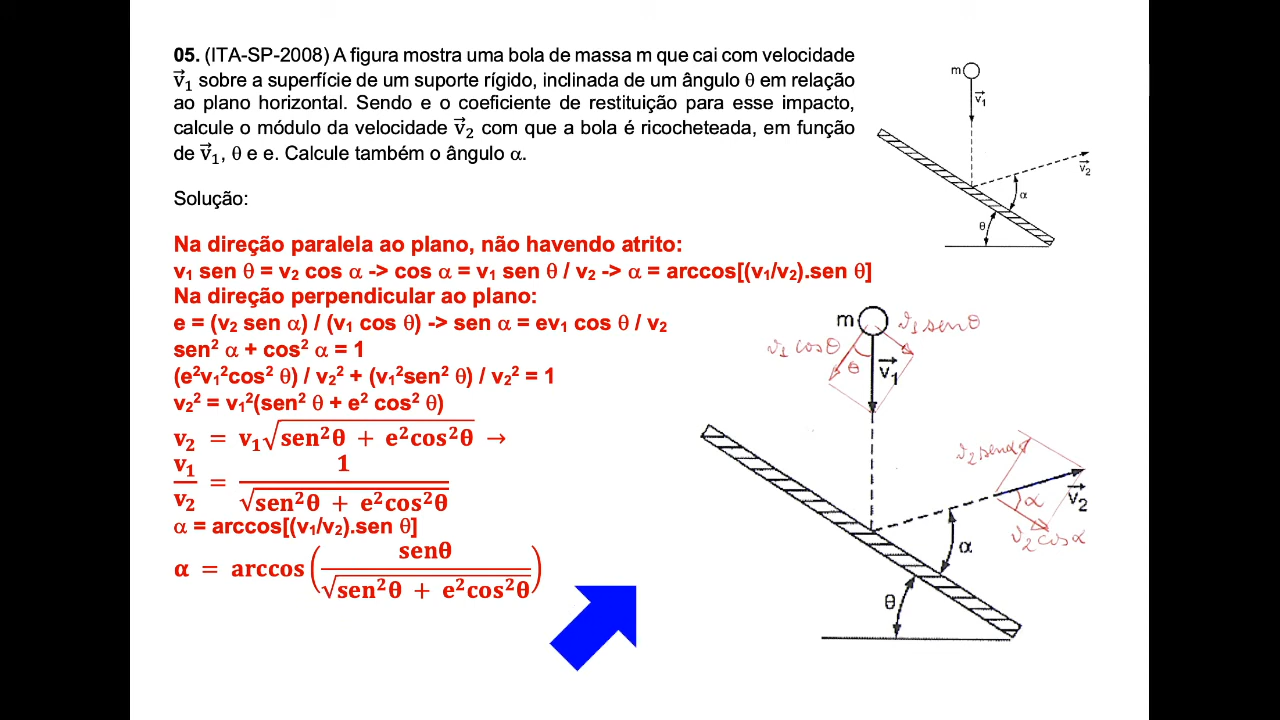 05. (ITA-SP-2008) A figura mostra uma bola de massa m que cai com velocidade
v⃗₁ sobre a superfície de um suporte rígido, inclinada de um ângulo θ em relação
ao plano horizontal. Sendo e o coeficiente de restituição para esse impacto,
calcule o módulo da velocidade v⃗₂ com que a bola é ricocheteada, em função
de v⃗₁, θ e e. Calcule também o ângulo α.
m
v⃗₁
v⃗₂
α
θ
Solução:
Na direção paralela ao plano, não havendo atrito:
v₁ sen θ = v₂ cos α -> cos α = v₁ sen θ / v₂ -> α = arccos[(v₁/v₂).sen θ]
Na direção perpendicular ao plano:
e = (v₂ sen α) / (v₁ cos θ) -> sen α = ev₁ cos θ / v₂
sen² α + cos² α = 1
(e²v₁²cos² θ) / v₂² + (v₁²sen² θ) / v₂² = 1
v₂² = v₁²(sen² θ + e² cos² θ)
v₂ = v₁√(sen²θ + e²cos²θ) →
v₁/v₂ = 1/√(sen²θ + e²cos²θ)
α = arccos[(v₁/v₂).sen θ]
α = arccos(senθ/√(sen²θ + e²cos²θ))
m
v₁ senθ
v₁ cosθ
θ
v⃗₁
v₂ senα
α
v⃗₂
v₂ cosα
α
θ